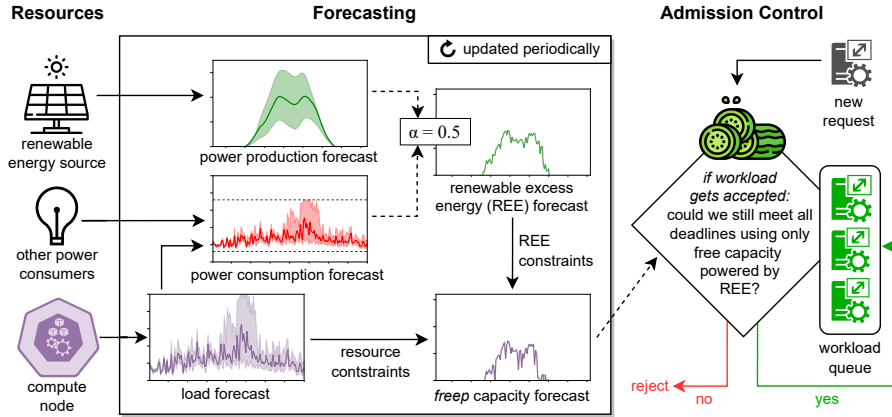 Resources
Forecasting
Admission Control
updated periodically
renewable
energy source
power production forecast
α = 0.5
renewable excess
energy (REE) forecast
new
request
other power
consumers
power consumption forecast
REE
constraints
if workload
gets accepted:
could we still meet all
deadlines using only
free capacity
powered by
REE?
compute
node
load forecast
resource
contstraints
freep capacity forecast
workload
queue
reject
no
yes